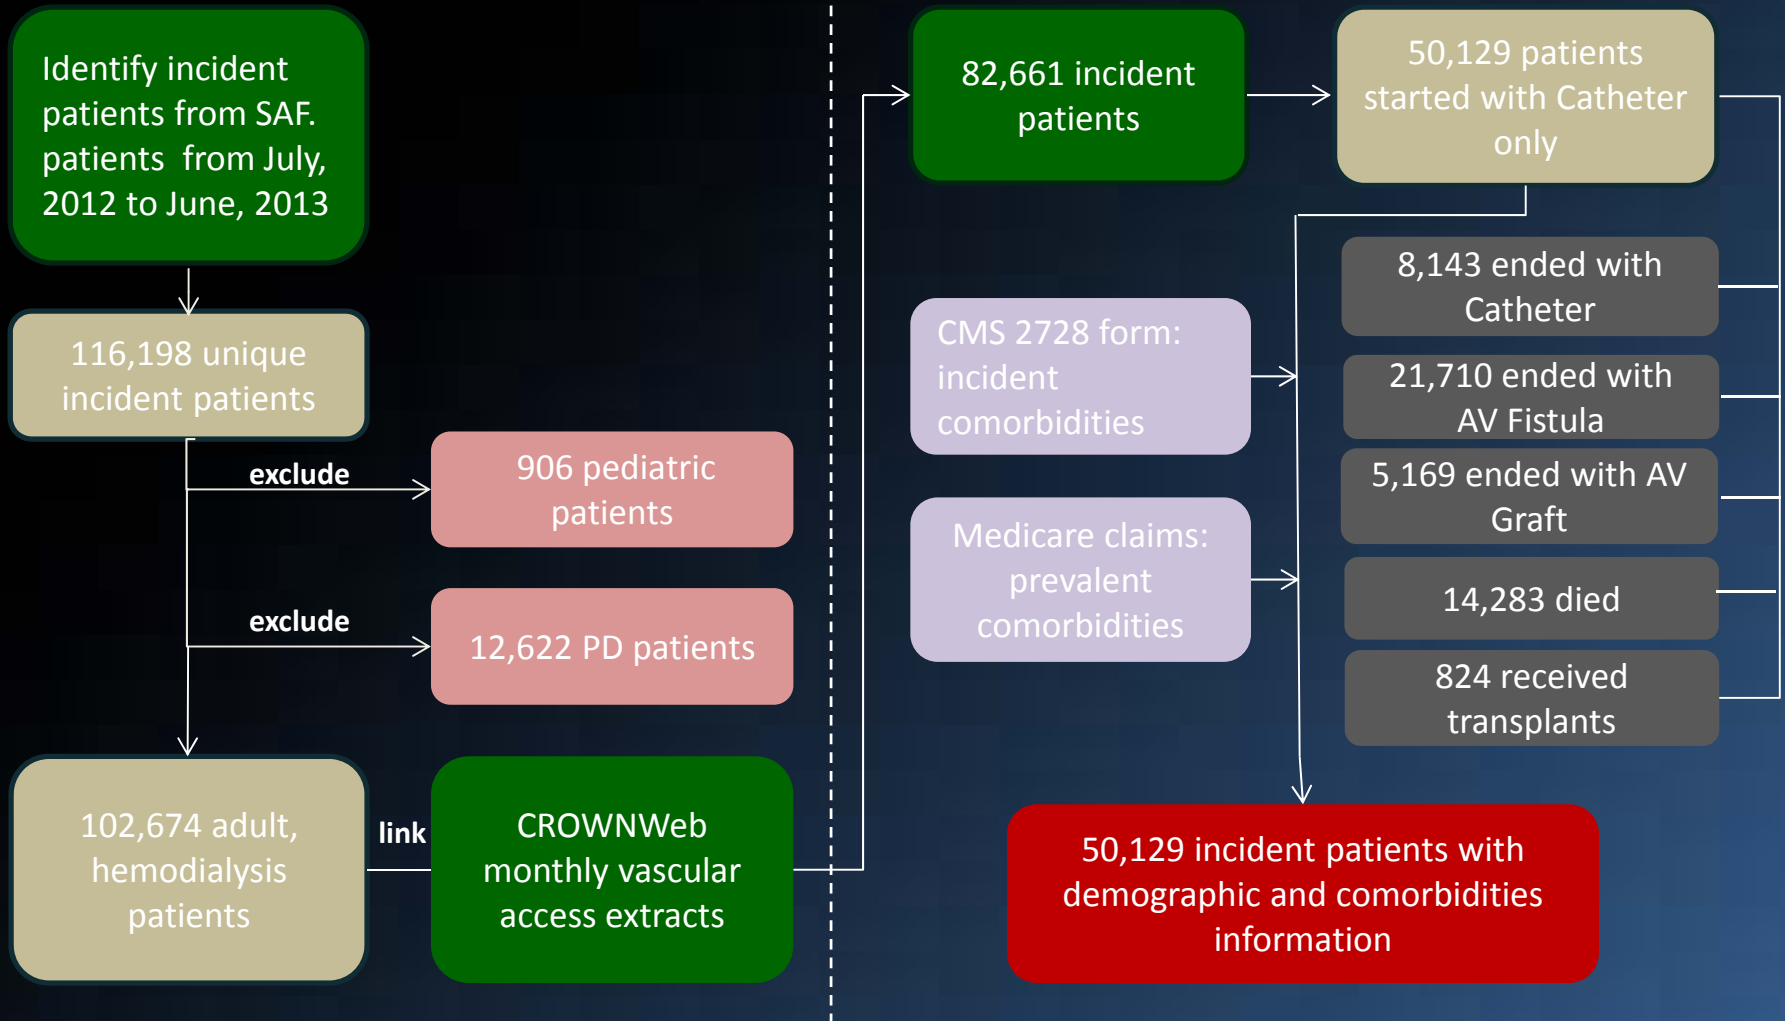 Identify incident
patients from SAF.
patients from July,
2012 to June, 2013
116,198 unique
incident patients
exclude
906 pediatric
patients
exclude
12,622 PD patients
102,674 adult,
hemodialysis
patients
link
CROWNWeb
monthly vascular
access extracts
82,661 incident
patients
50,129 patients
started with Catheter
only
8,143 ended with
Catheter
21,710 ended with
AV Fistula
5,169 ended with AV
Graft
14,283 died
824 received
transplants
CMS 2728 form:
incident
comorbidities
Medicare claims:
prevalent
comorbidities
50,129 incident patients with
demographic and comorbidities
information